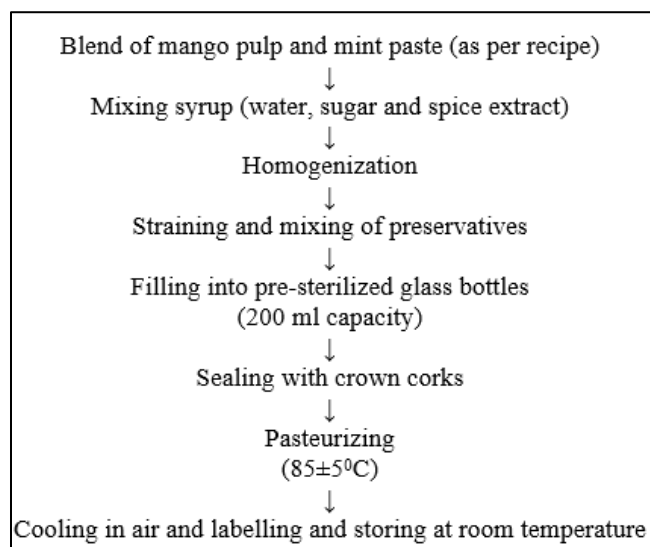 Blend of mango pulp and mint paste (as per recipe)
↓
Mixing syrup (water, sugar and spice extract)
↓
Homogenization
↓
Straining and mixing of preservatives
↓
Filling into pre-sterilized glass bottles
(200 ml capacity)
↓
Sealing with crown corks
↓
Pasteurizing
(85±5⁰C)
↓
Cooling in air and labelling and storing at room temperature